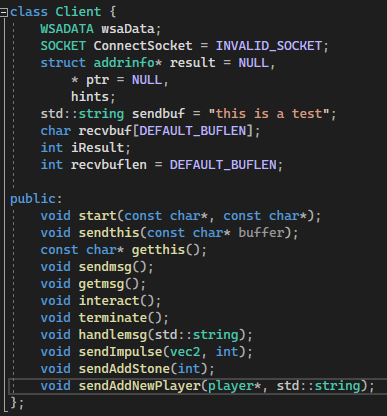 class Client {
    WSADATA wsaData;
    SOCKET ConnectSocket = INVALID_SOCKET;
    struct addrinfo* result = NULL,
        * ptr = NULL,
        hints;
    std::string sendbuf = "this is a test";
    char recvbuf[DEFAULT_BUFLEN];
    int iResult;
    int recvbuflen = DEFAULT_BUFLEN;

public:
    void start(const char*, const char*);
    void sendthis(const char* buffer);
    const char* getthis();
    void sendmsg();
    void getmsg();
    void interact();
    void terminate();
    void handlemsg(std::string);
    void sendImpulse(vec2, int);
    void sendAddStone(int);
    void sendAddNewPlayer(player*, std::string);
};